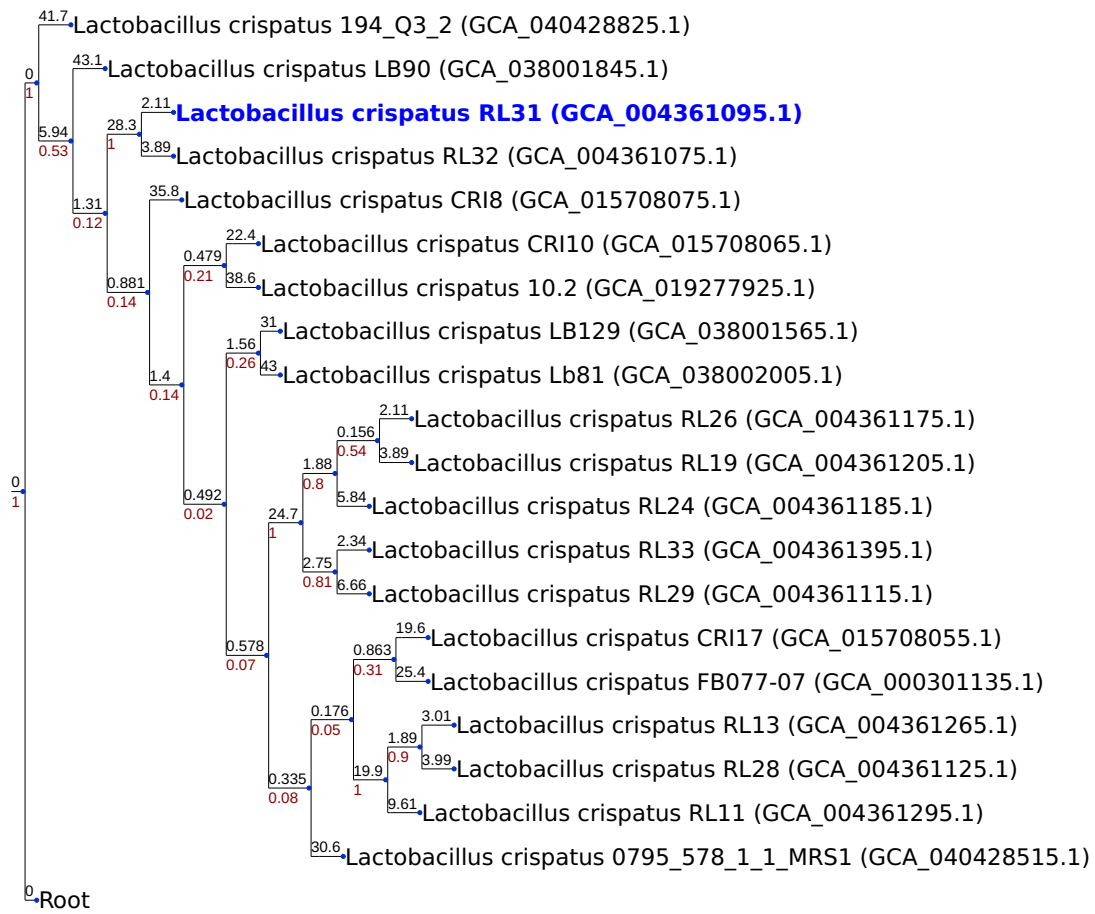 41.7 Lactobacillus crispatus 194_Q3_2 (GCA_040428825.1)
43.1 Lactobacillus crispatus LB90 (GCA_038001845.1)
0
1
2.11 Lactobacillus crispatus RL31 (GCA_004361095.1)
28.3
1
5.94
0.53
3.89 Lactobacillus crispatus RL32 (GCA_004361075.1)
35.8 Lactobacillus crispatus CRI8 (GCA_015708075.1)
1.31
0.12
22.4 Lactobacillus crispatus CRI10 (GCA_015708065.1)
0.479
0.21
38.6 Lactobacillus crispatus 10.2 (GCA_019277925.1)
0.881
0.14
31 Lactobacillus crispatus LB129 (GCA_038001565.1)
1.56
0.26
43 Lactobacillus crispatus Lb81 (GCA_038002005.1)
1.4
0.14
2.11 Lactobacillus crispatus RL26 (GCA_004361175.1)
0.156
0.54
3.89 Lactobacillus crispatus RL19 (GCA_004361205.1)
1.88
0.8
5.84 Lactobacillus crispatus RL24 (GCA_004361185.1)
0
1
0.492
0.02
24.7
1
2.34 Lactobacillus crispatus RL33 (GCA_004361395.1)
2.75
0.81
6.66 Lactobacillus crispatus RL29 (GCA_004361115.1)
19.6 Lactobacillus crispatus CRI17 (GCA_015708055.1)
0.578
0.07
0.863
0.31
25.4 Lactobacillus crispatus FB077-07 (GCA_000301135.1)
0.176
0.05
3.01 Lactobacillus crispatus RL13 (GCA_004361265.1)
1.89
0.9
3.99 Lactobacillus crispatus RL28 (GCA_004361125.1)
19.9
1
0.335
0.08
9.61 Lactobacillus crispatus RL11 (GCA_004361295.1)
30.6 Lactobacillus crispatus 0795_578_1_1_MRS1 (GCA_040428515.1)
0 Root